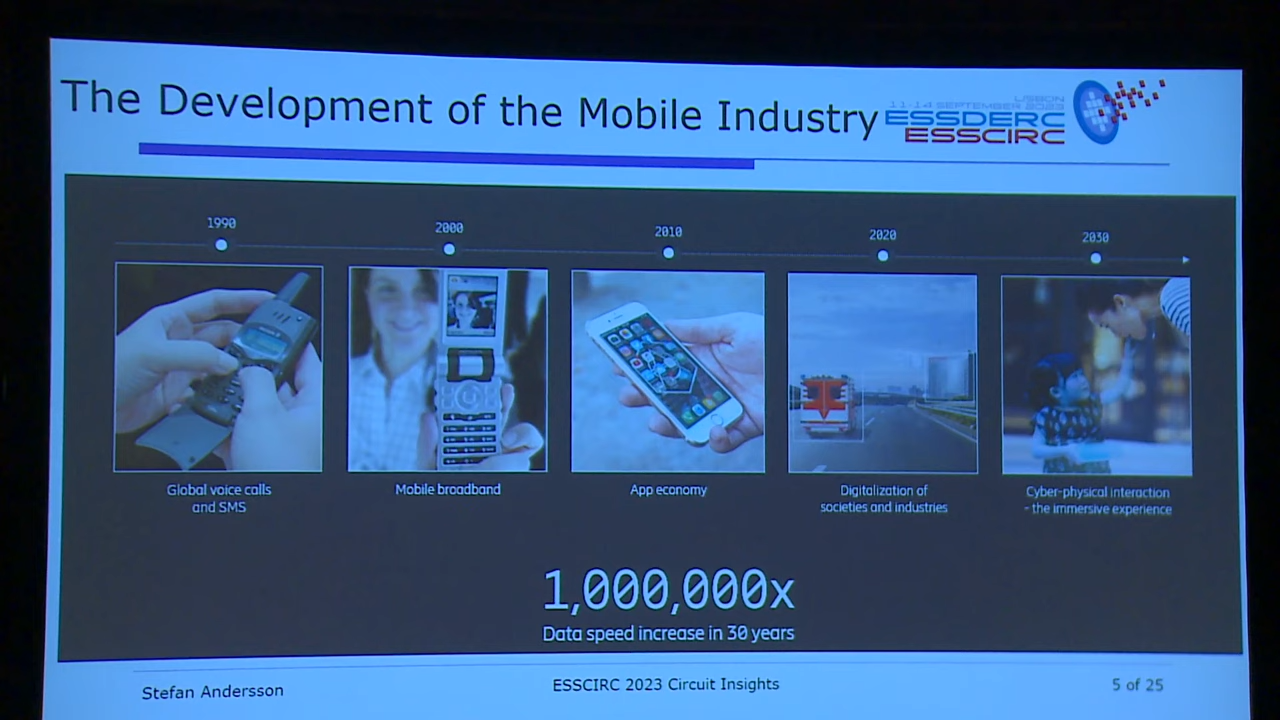 The Development of the Mobile Industry
LISBON
11-14 SEPTEMBER 2023
ESSDERC
ESSCIRC
1990
2000
2010
2020
2030
Global voice calls
and SMS
Mobile broadband
App economy
Digitalization of
societies and industries
Cyber-physical interaction
- the immersive experience
1,000,000x
Data speed increase in 30 years
Stefan Andersson
ESSCIRC 2023 Circuit Insights
5 of 25